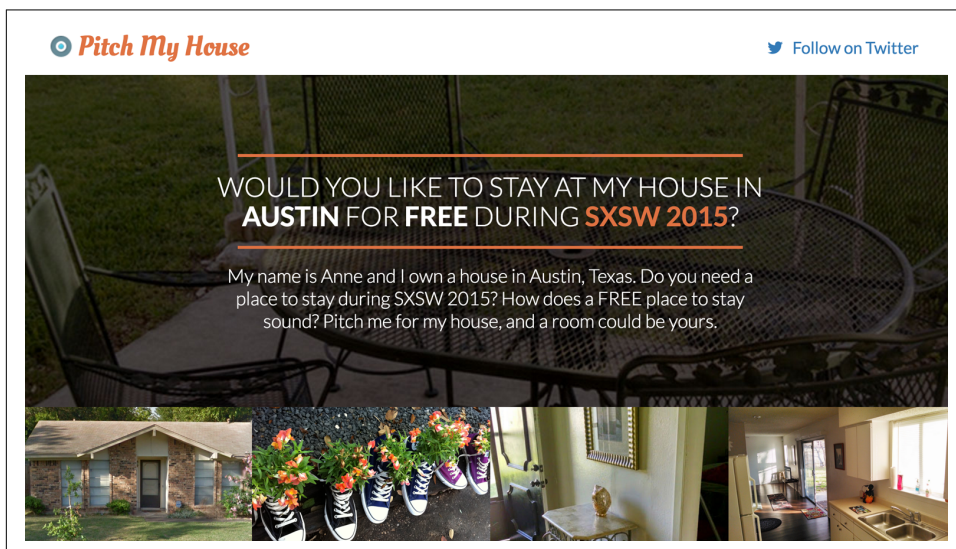 Pitch My House
Follow on Twitter
WOULD YOU LIKE TO STAY AT MY HOUSE IN
AUSTIN FOR FREE DURING SXSW 2015?
My name is Anne and I own a house in Austin, Texas. Do you need a
place to stay during SXSW 2015? How does a FREE place to stay
sound? Pitch me for my house, and a room could be yours.